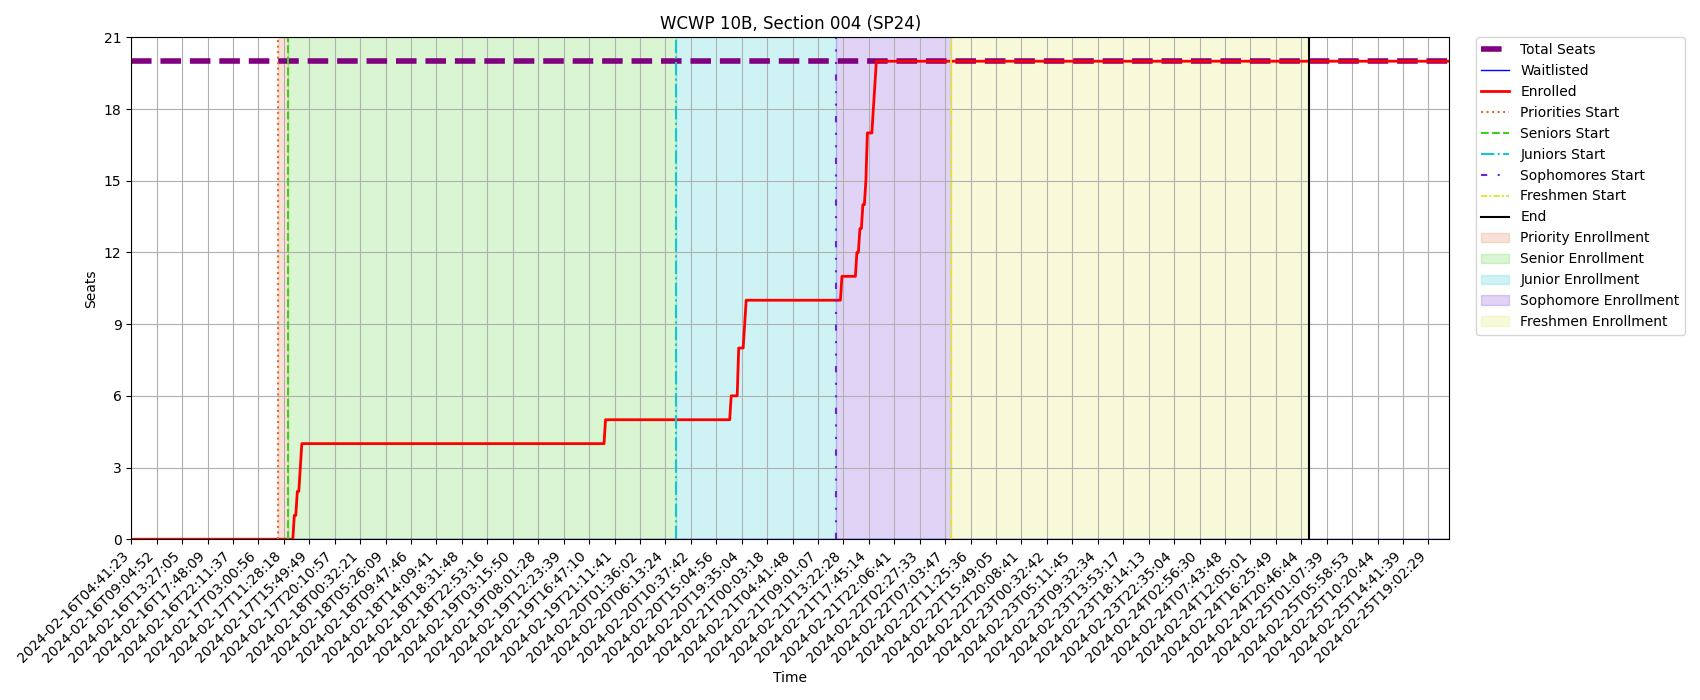 WCWP 10B, Section 004 (SP24)
21
18
15
12
9
6
3
0
Seats
2024-02-16T04:41:23
2024-02-16T09:04:52
2024-02-16T13:27:05
2024-02-16T17:48:09
2024-02-16T22:11:37
2024-02-17T03:00:56
2024-02-17T11:28:18
2024-02-17T15:49:49
2024-02-17T20:10:57
2024-02-18T00:32:21
2024-02-18T05:26:09
2024-02-18T09:47:46
2024-02-18T14:09:41
2024-02-18T18:31:48
2024-02-18T22:53:16
2024-02-19T03:15:50
2024-02-19T08:01:28
2024-02-19T12:23:39
2024-02-19T16:47:10
2024-02-19T21:11:41
2024-02-20T01:36:02
2024-02-20T06:13:24
2024-02-20T10:37:42
2024-02-20T15:04:56
2024-02-20T19:35:04
2024-02-21T00:03:18
2024-02-21T04:41:48
2024-02-21T09:01:07
2024-02-21T13:22:28
2024-02-21T17:45:14
2024-02-21T22:06:41
2024-02-22T02:27:33
2024-02-22T07:03:47
2024-02-22T11:25:36
2024-02-22T15:49:05
2024-02-22T20:08:41
2024-02-23T00:32:42
2024-02-23T05:11:45
2024-02-23T09:32:34
2024-02-23T13:53:17
2024-02-23T18:14:13
2024-02-23T22:35:04
2024-02-24T02:56:30
2024-02-24T07:43:48
2024-02-24T12:05:01
2024-02-24T16:25:49
2024-02-24T20:46:44
2024-02-25T01:07:39
2024-02-25T05:58:53
2024-02-25T10:20:44
2024-02-25T14:41:39
2024-02-25T19:02:29
Time
Total Seats
Waitlisted
Enrolled
Priorities Start
Seniors Start
Juniors Start
Sophomores Start
Freshmen Start
End
Priority Enrollment
Senior Enrollment
Junior Enrollment
Sophomore Enrollment
Freshmen Enrollment